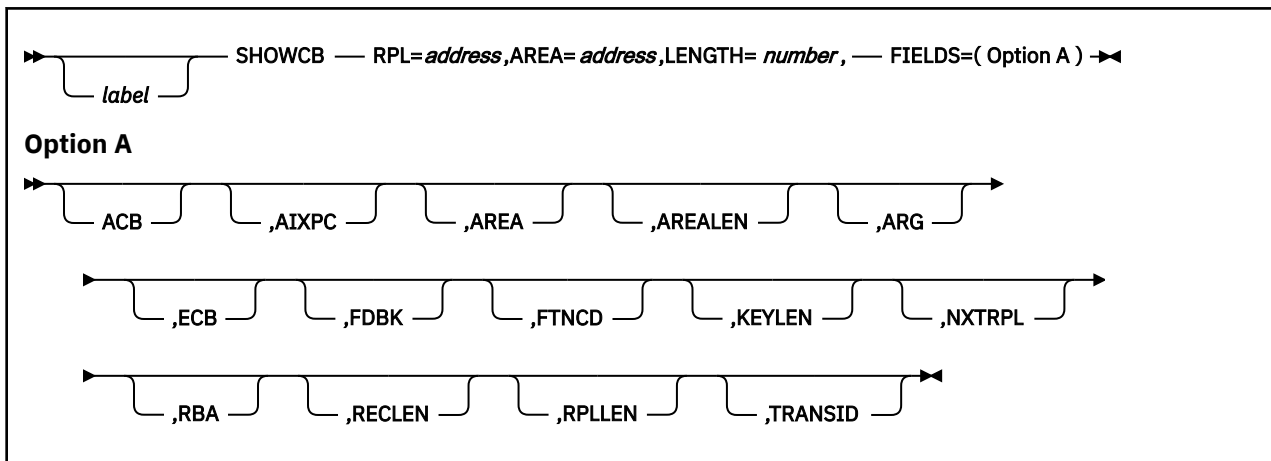 SHOWCB RPL=address,AREA= address,LENGTH= number, FIELDS=( Option A )
label
Option A
ACB ,AIXPC ,AREA ,AREALEN ,ARG
,ECB ,FDBK ,FTNCD ,KEYLEN ,NXTRPL
,RBA ,RECLEN ,RPLLEN ,TRANSID